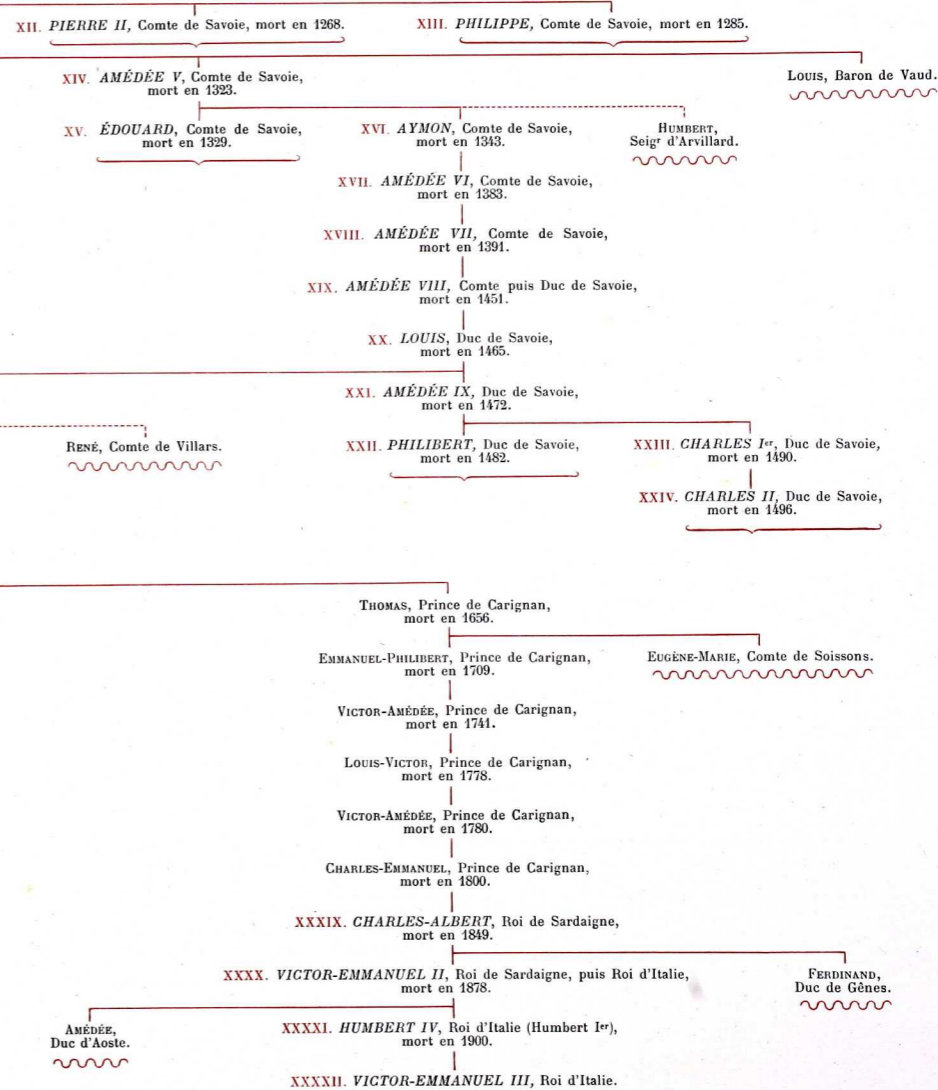 XII. PIERRE II, Comte de Savoie, mort en 1268.
XIII. PHILIPPE, Comte de Savoie, mort en 1285.
XIV. AMÉDÉE V, Comte de Savoie,
mort en 1323.
LOUIS, Baron de Vaud.
XV. ÉDOUARD, Comte de Savoie,
mort en 1329.
XVI. AYMON, Comte de Savoie,
mort en 1343.
HUMBERT,
Seigr d'Arvillard.
XVII. AMÉDÉE VI, Comte de Savoie,
mort en 1383.
XVIII. AMÉDÉE VII, Comte de Savoie,
mort en 1391.
XIX. AMÉDÉE VIII, Comte puis Duc de Savoie,
mort en 1451.
XX. LOUIS, Duc de Savoie,
mort en 1465.
XXI. AMÉDÉE IX, Duc de Savoie,
mort en 1472.
RENÉ, Comte de Villars.
XXII. PHILIBERT, Duc de Savoie,
mort en 1482.
XXIII. CHARLES Ier, Duc de Savoie,
mort en 1490.
XXIV. CHARLES II, Duc de Savoie,
mort en 1496.
THOMAS, Prince de Carignan,
mort en 1656.
EMMANUEL-PHILIBERT, Prince de Carignan,
mort en 1709.
EUGÈNE-MARIE, Comte de Soissons.
VICTOR-AMÉDÉE, Prince de Carignan,
mort en 1741.
LOUIS-VICTOR, Prince de Carignan,
mort en 1778.
VICTOR-AMÉDÉE, Prince de Carignan,
mort en 1780.
CHARLES-EMMANUEL, Prince de Carignan,
mort en 1800.
XXXIX. CHARLES-ALBERT, Roi de Sardaigne,
mort en 1849.
XXXX. VICTOR-EMMANUEL II, Roi de Sardaigne, puis Roi d'Italie,
mort en 1878.
FERDINAND,
Duc de Gênes.
AMÉDÉE,
Duc d'Aoste.
XXXXI. HUMBERT IV, Roi d'Italie (Humbert Ier),
mort en 1900.
XXXXII. VICTOR-EMMANUEL III, Roi d'Italie.